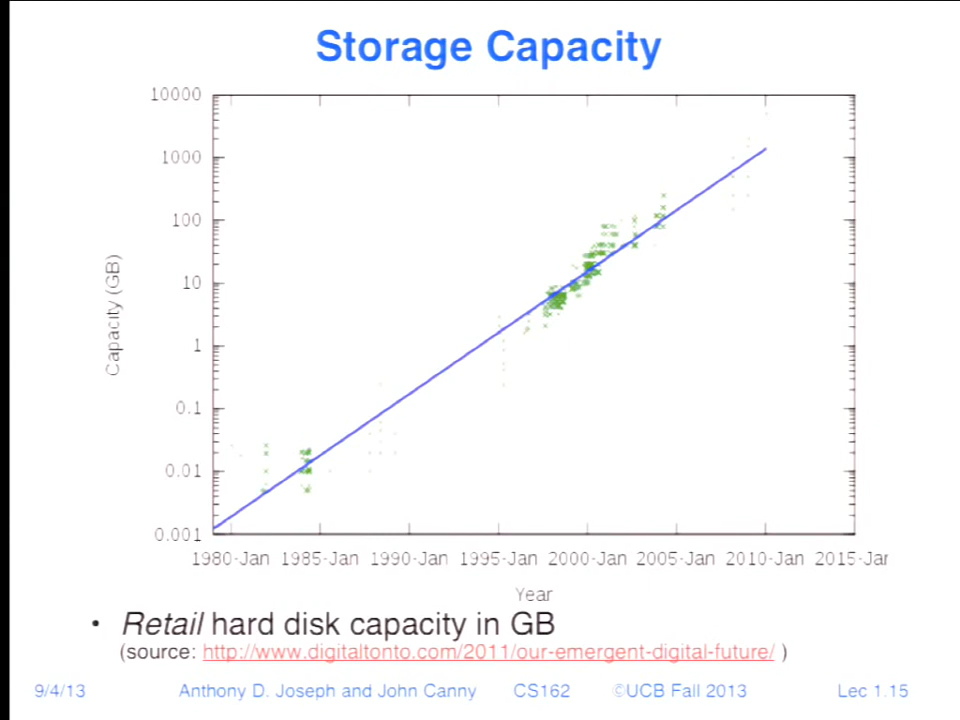 Storage Capacity
10000
1000
100
10
1
0.1
0.01
0.001
Capacity (GB)
1980-Jan 1985-Jan 1990-Jan 1995-Jan 2000-Jan 2005-Jan 2010-Jan 2015-Jar
Year
• Retail hard disk capacity in GB
(source: http://www.digitaltonto.com/2011/our-emergent-digital-future/ )
9/4/13 Anthony D. Joseph and John Canny CS162 ©UCB Fall 2013 Lec 1.15